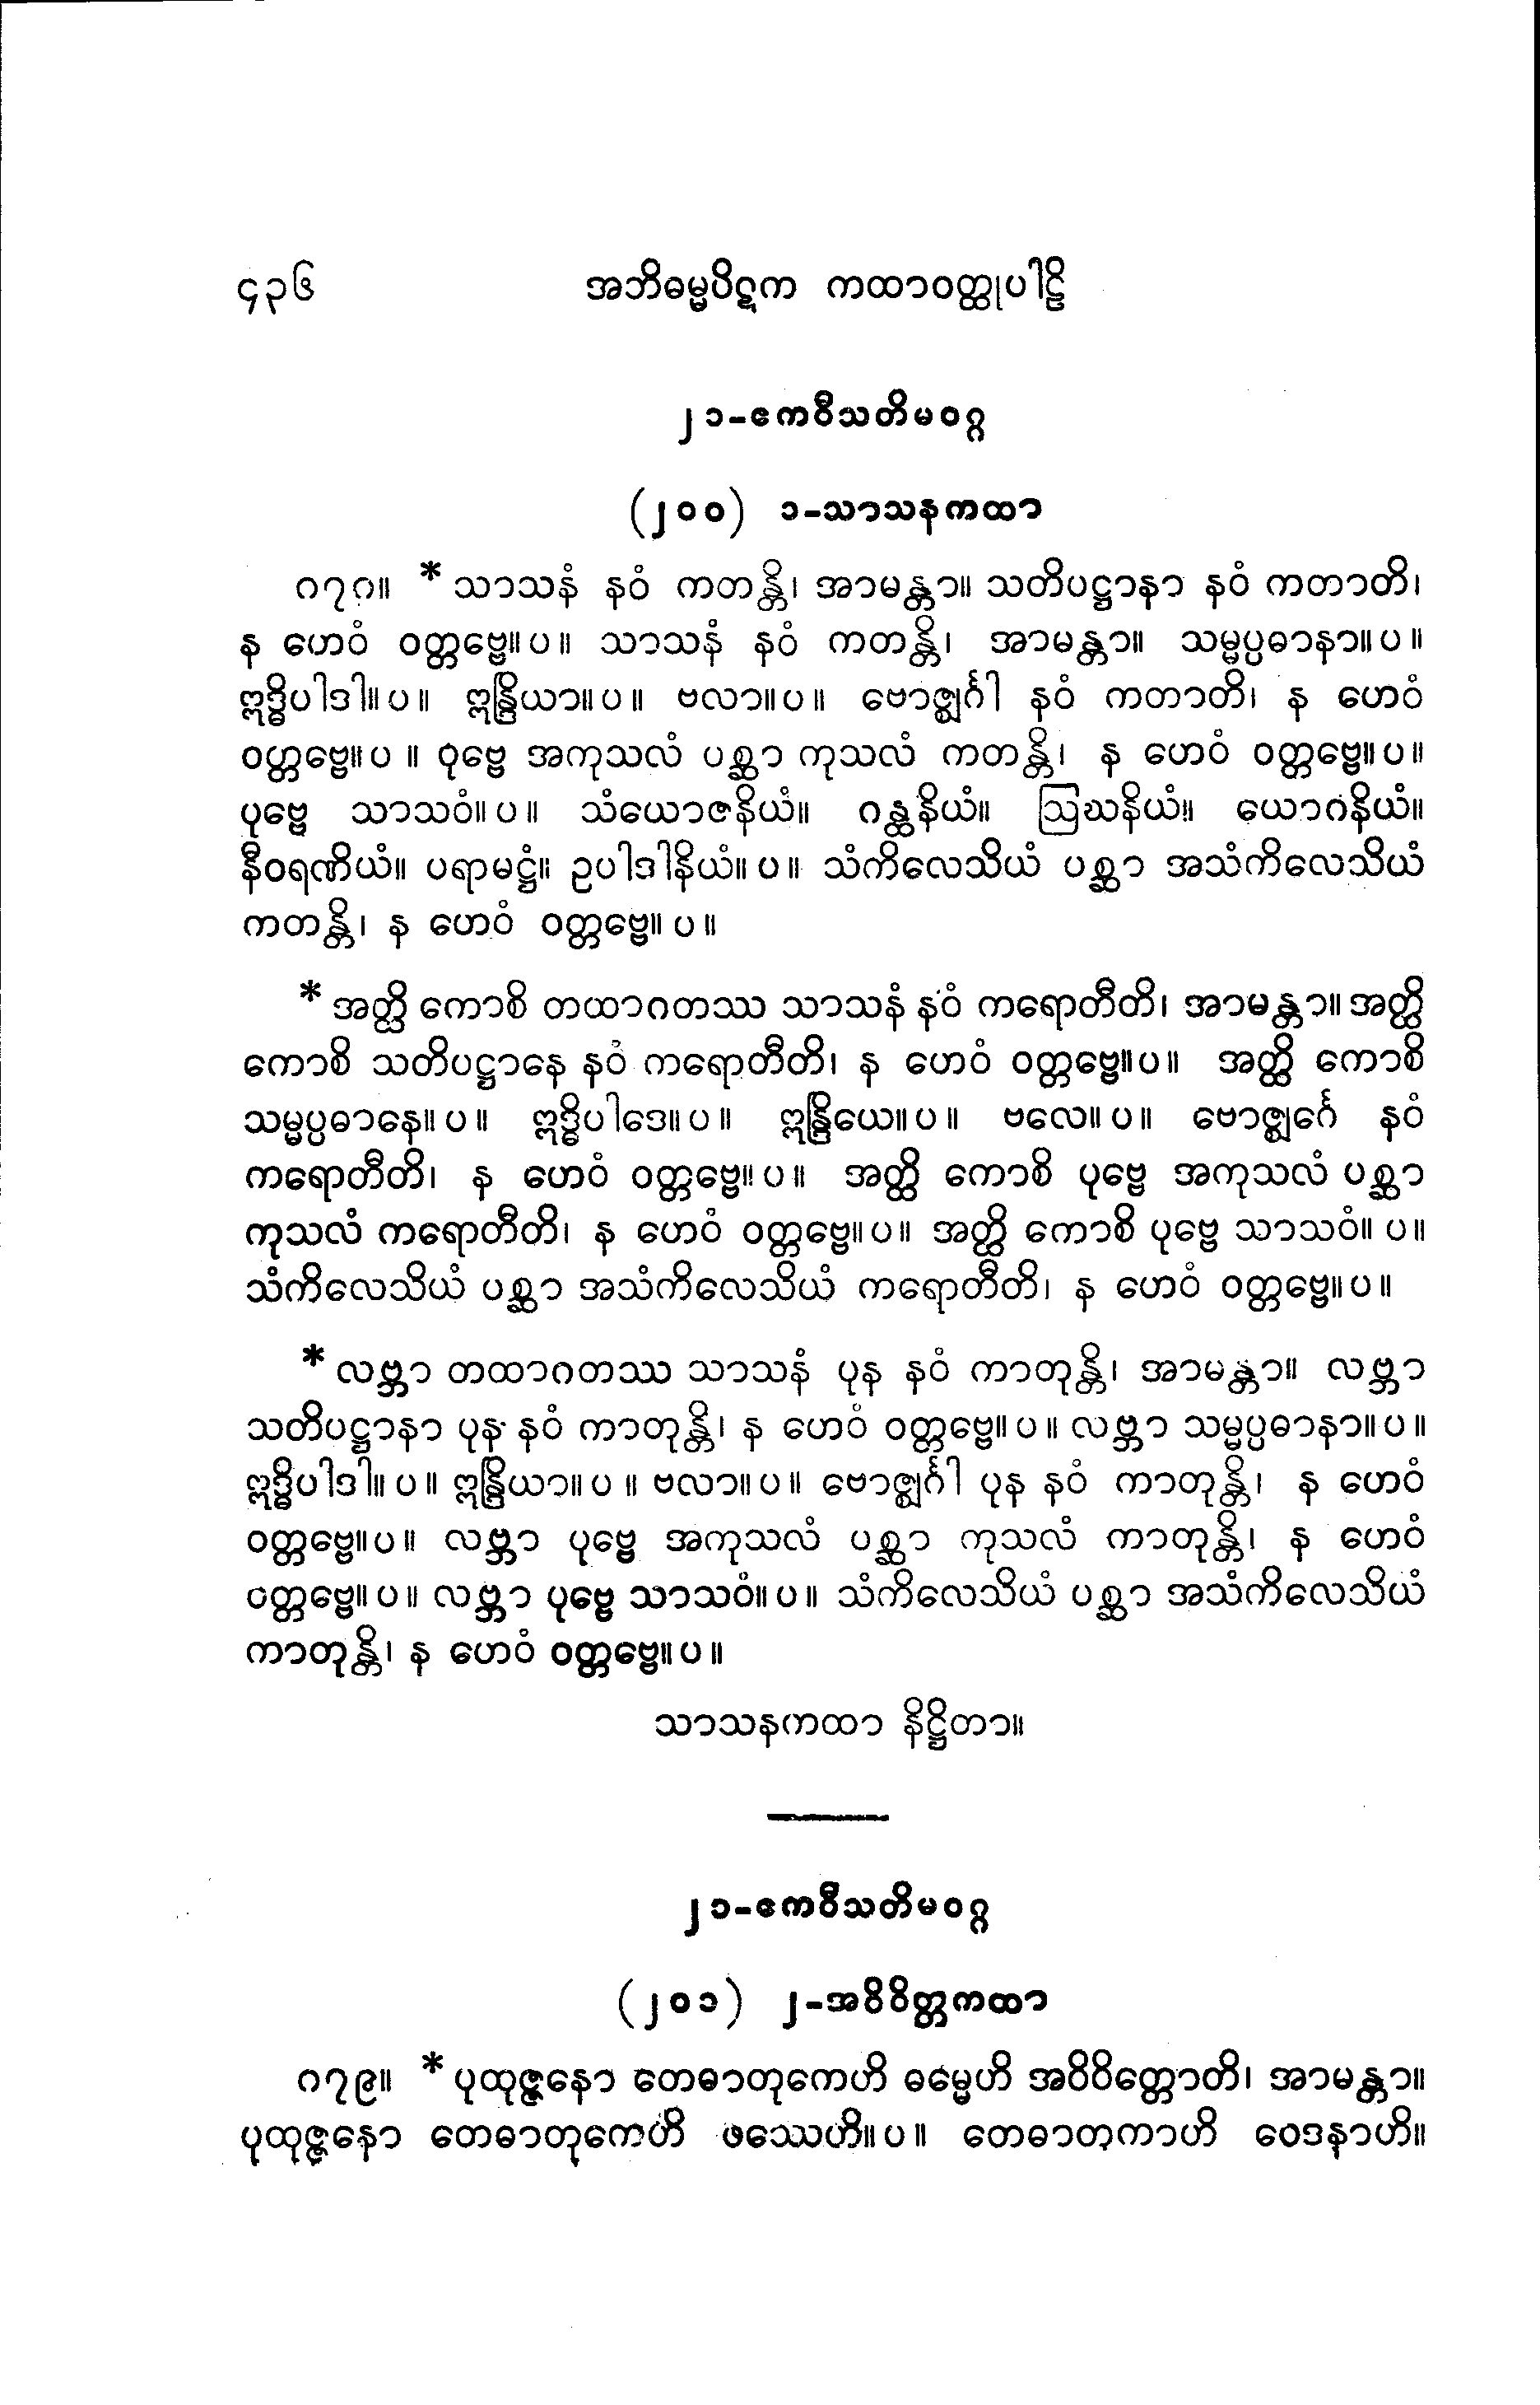 ၄၃၆ အဘိဓမ္မပိဋက ကထာဝတ္ထုပါဠိ
၂၁-ဧကဝီသတိမဝဂ္ဂ
(၂၀၀) ၁-သာသနကထာ
၈၇၈။ * သာသနံ နဝံ ကတန္တိ၊ အာမန္တာ။ သတိပဋ္ဌာနာ နဝံ ကတာတိ၊
န ဟေဝံ ဝတ္တဗ္ဗေ။ ပ။ သာသနံ နဝံ ကတန္တိ၊ အာမန္တာ။ သမ္မပ္ပဓာနာ။ ပ။
ဣဒ္ဓိပါဒါ။ ပ။ ဣန္ဒြိယာ။ ပ။ ဗလာ။ ပ။ ဗောဇ္ဈင်္ဂါ နဝံ ကတာတိ၊ န ဟေဝံ
ဝတ္တဗ္ဗေ။ ပ။ ပုဗ္ဗေ အကုသလံ ပစ္ဆာ ကုသလံ ကတန္တိ၊ န ဟေဝံ ဝတ္တဗ္ဗေ။ ပ။
ပုဗ္ဗေ သာသဝံ။ ပ။ သံယောဇနိယံ။ ဂန္ထနိယံ။ ဩဃနိယံ။ ယောဂနိယံ။
နီဝရဏိယံ။ ပရာမဋ္ဌံ။ ဥပါဒါနိယံ။ ပ။ သံကိလေသိယံ ပစ္ဆာ အသံကိလေသိယံ
ကတန္တိ၊ န ဟေဝံ ဝတ္တဗ္ဗေ။ ပ။
* အတ္ထိ ကောစိ တထာဂတဿ သာသနံ နဝံ ကရောတီတိ၊ အာမန္တာ။ အတ္ထိ
ကောစိ သတိပဋ္ဌာနေ နဝံ ကရောတီတိ၊ န ဟေဝံ ဝတ္တဗ္ဗေ။ ပ။ အတ္ထိ ကောစိ
သမ္မပ္ပဓာနေ။ ပ။ ဣဒ္ဓိပါဒေ။ ပ။ ဣန္ဒြိယေ။ ပ။ ဗလေ။ ပ။ ဗောဇ္ဈင်္ဂေ နဝံ
ကရောတီတိ၊ န ဟေဝံ ဝတ္တဗ္ဗေ။ ပ။ အတ္ထိ ကောစိ ပုဗ္ဗေ အကုသလံ ပစ္ဆာ
ကုသလံ ကရောတီတိ၊ န ဟေဝံ ဝတ္တဗ္ဗေ။ ပ။ အတ္ထိ ကောစိ ပုဗ္ဗေ သာသဝံ။ ပ။
သံကိလေသိယံ ပစ္ဆာ အသံကိလေသိယံ ကရောတီတိ၊ န ဟေဝံ ဝတ္တဗ္ဗေ။ ပ။
* လဗ္ဘာ တထာဂတဿ သာသနံ ပုန နဝံ ကာတုန္တိ၊ အာမန္တာ။ လဗ္ဘာ
သတိပဋ္ဌာနာ ပုန နဝံ ကာတုန္တိ၊ န ဟေဝံ ဝတ္တဗ္ဗေ။ ပ။ လဗ္ဘာ သမ္မပ္ပဓာနာ။ ပ။
ဣဒ္ဓိပါဒါ။ ပ။ ဣန္ဒြိယာ။ ပ။ ဗလာ။ ပ။ ဗောဇ္ဈင်္ဂါ ပုန နဝံ ကာတုန္တိ၊ န ဟေဝံ
ဝတ္တဗ္ဗေ။ ပ။ လဗ္ဘာ ပုဗ္ဗေ အကုသလံ ပစ္ဆာ ကုသလံ ကာတုန္တိ၊ န ဟေဝံ
ဝတ္တဗ္ဗေ။ ပ။ လဗ္ဘာ ပုဗ္ဗေ သာသဝံ။ ပ။ သံကိလေသိယံ ပစ္ဆာ အသံကိလေသိယံ
ကာတုန္တိ၊ န ဟေဝံ ဝတ္တဗ္ဗေ။ ပ။
သာသနကထာ နိဋ္ဌိတာ။
၂၁-ဧကဝီသတိမဝဂ္ဂ
(၂၀၁) ၂-အဝိဝိတ္တကထာ
၈၇၉။ * ပုထုဇ္ဇနော တေဓာတုကေဟိ ဓမ္မေဟိ အဝိဝိတ္တောတိ၊ အာမန္တာ။
ပုထုဇ္ဇနော တေဓာတုကေဟိ ဖဿေဟိ။ ပ။ တေဓာတုကာဟိ ဝေဒနာဟိ။